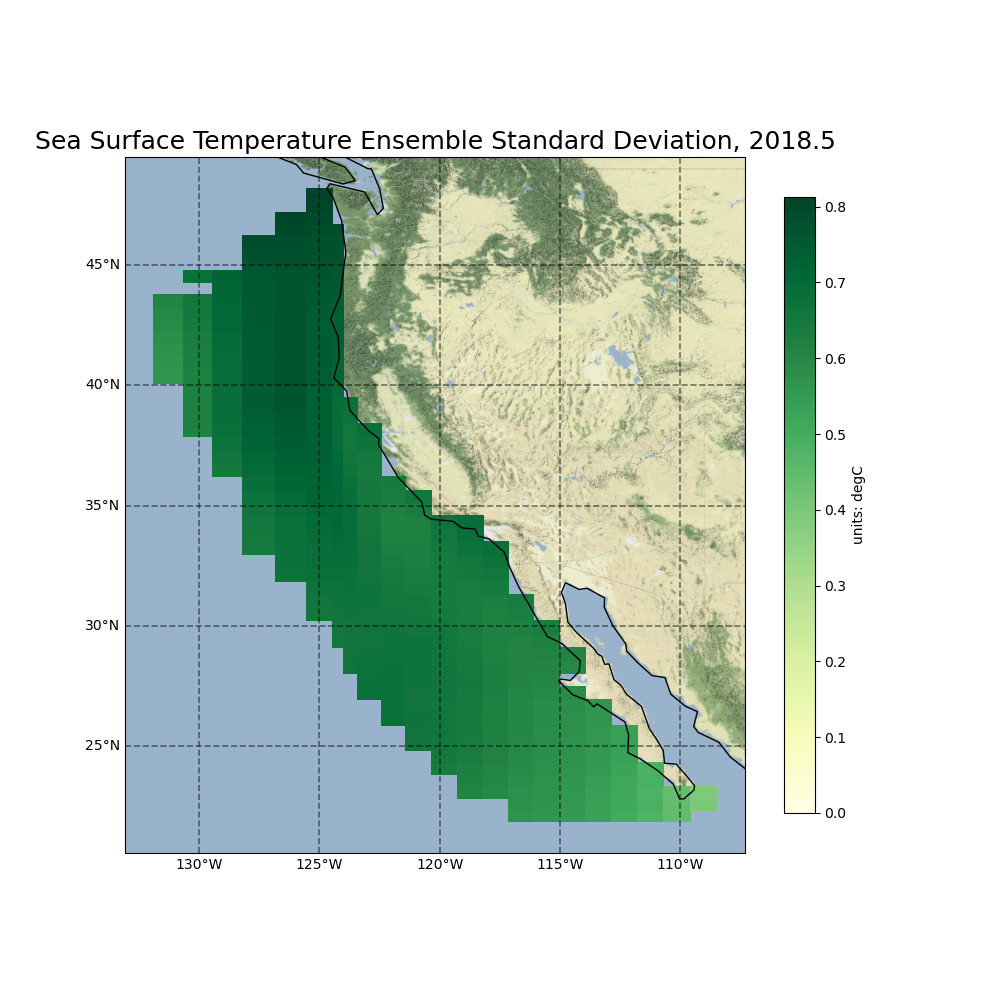 Sea Surface Temperature Ensemble Standard Deviation, 2018.5
45°N
40°N
35°N
30°N
25°N
130°W
125°W
120°W
115°W
110°W
0.8
0.7
0.6
0.5
0.4
0.3
0.2
0.1
0.0
units: degC